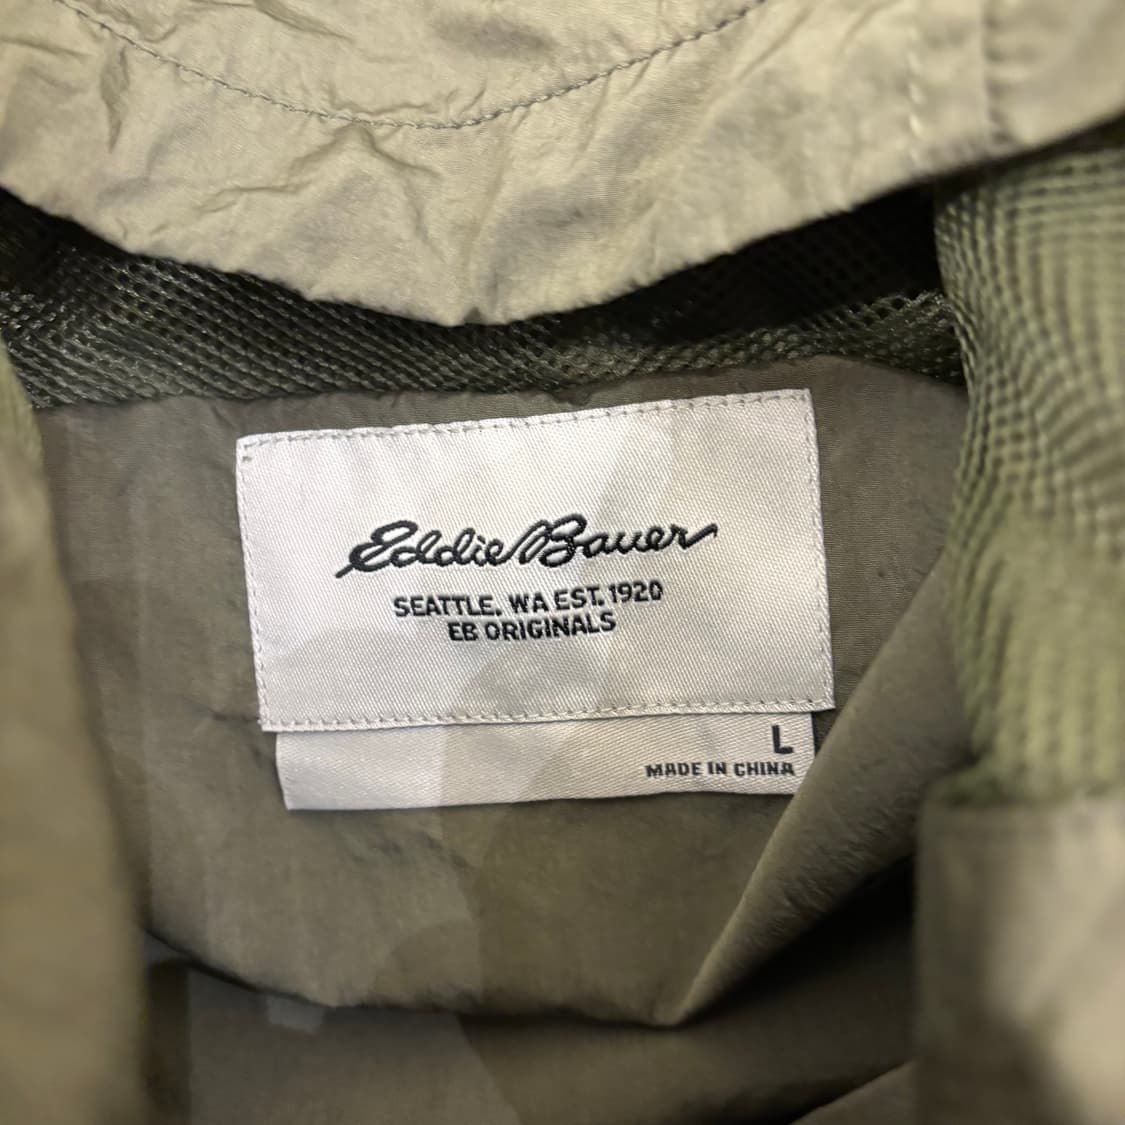 Eddie Bauer
SEATTLE, WA EST. 1920
EB ORIGINALS
L
MADE IN CHINA